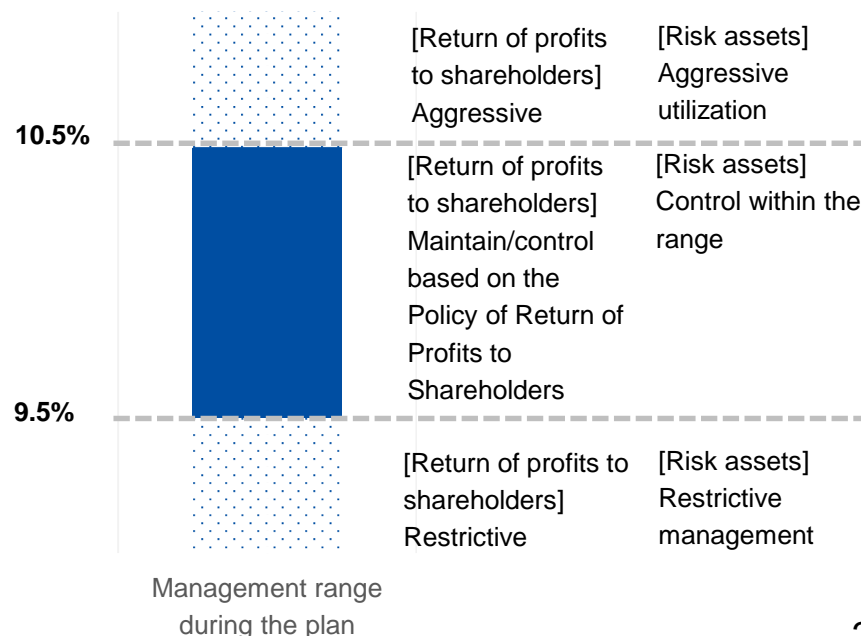 [Return of profits
to shareholders]
Aggressive
[Risk assets]
Aggressive
utilization
10.5%
[Return of profits
to shareholders]
Maintain/control
based on the
Policy of Return of
Profits to
Shareholders
[Risk assets]
Control within the
range
9.5%
[Return of profits to
shareholders]
Restrictive
[Risk assets]
Restrictive
management
Management range
during the plan